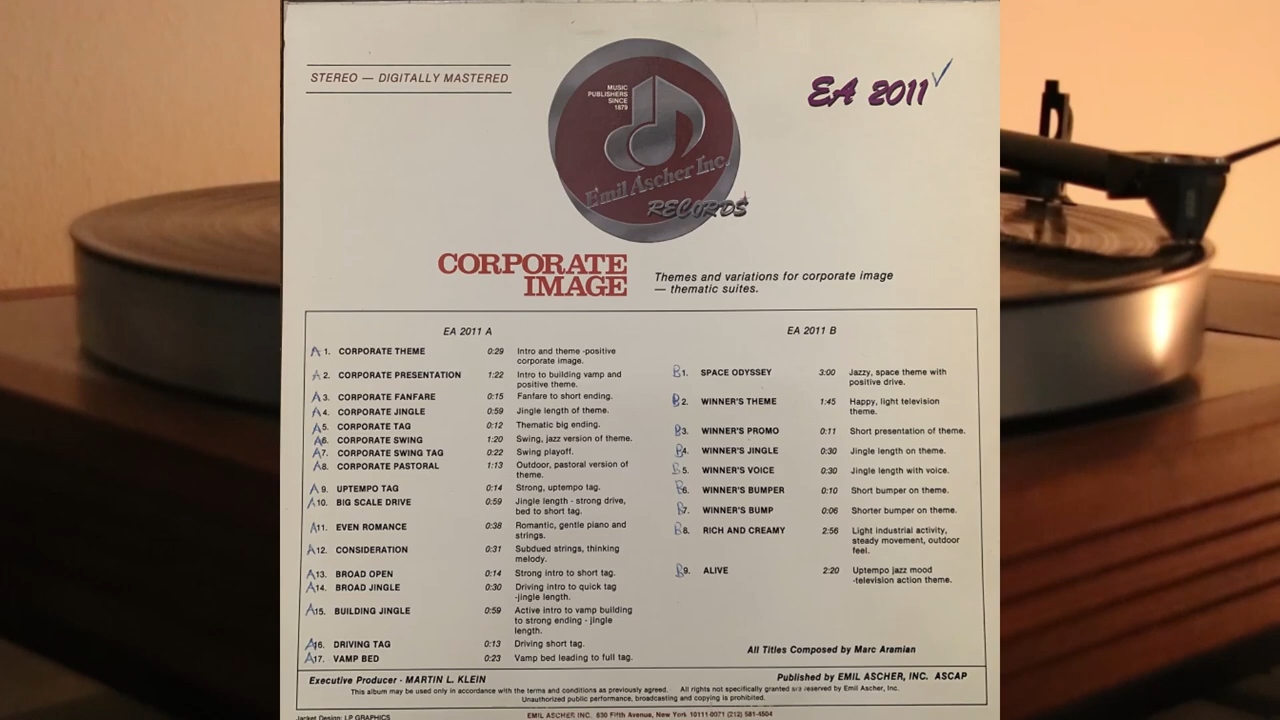 STEREO — DIGITALLY MASTERED
MUSIC
PUBLISHERS
SINCE
1879
Emil Ascher Inc.
RECORDS
EA 2011 ✓
CORPORATE
IMAGE
Themes and variations for corporate image
— thematic suites.
EA 2011 A
A 1. CORPORATE THEME 0:29 Intro and theme -positive
corporate image.
A 2. CORPORATE PRESENTATION 1:22 Intro to building vamp and
positive theme.
A 3. CORPORATE FANFARE 0:15 Fanfare to short ending.
A 4. CORPORATE JINGLE 0:59 Jingle length of theme.
A5. CORPORATE TAG 0:12 Thematic big ending.
A6. CORPORATE SWING 1:20 Swing, jazz version of theme.
A7. CORPORATE SWING TAG 0:22 Swing playoff.
A8. CORPORATE PASTORAL 1:13 Outdoor, pastoral version of
theme.
A 9. UPTEMPO TAG 0:14 Strong, uptempo tag.
A10. BIG SCALE DRIVE 0:59 Jingle length - strong drive,
bed to short tag.
A11. EVEN ROMANCE 0:38 Romantic, gentle piano and
strings.
A12. CONSIDERATION 0:31 Subdued strings, thinking
melody.
A13. BROAD OPEN 0:14 Strong intro to short tag.
A14. BROAD JINGLE 0:30 Driving intro to quick tag
-jingle length.
A15. BUILDING JINGLE 0:59 Active intro to vamp building
to strong ending - jingle
length.
A16. DRIVING TAG 0:13 Driving short tag.
A17. VAMP BED 0:23 Vamp bed leading to full tag.
EA 2011 B
B1. SPACE ODYSSEY 3:00 Jazzy, space theme with
positive drive.
B2. WINNER'S THEME 1:45 Happy, light television
theme.
B3. WINNER'S PROMO 0:11 Short presentation of theme.
B4. WINNER'S JINGLE 0:30 Jingle length on theme.
B5. WINNER'S VOICE 0:30 Jingle length with voice.
B6. WINNER'S BUMPER 0:10 Short bumper on theme.
B7. WINNER'S BUMP 0:06 Shorter bumper on theme.
B8. RICH AND CREAMY 2:56 Light industrial activity,
steady movement, outdoor
feel.
B9. ALIVE 2:20 Uptempo jazz mood
-television action theme.
All Titles Composed by Marc Aramian
Executive Producer - MARTIN L. KLEIN
Published by EMIL ASCHER, INC. ASCAP
This album may be used only in accordance with the terms and conditions as previously agreed. All rights not specifically granted are reserved by Emil Ascher, Inc.
Unauthorized public performance, broadcasting and copying is prohibited.
Jacket Design: LP GRAPHICS
EMIL ASCHER INC. 630 Fifth Avenue, New York 10111-0071 (212) 581-4504